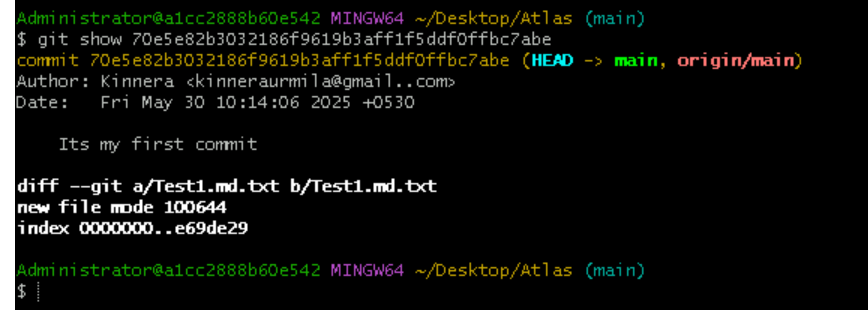 Administrator@a1cc2888b60e542 MINGW64 ~/Desktop/Atlas (main)
$ git show 70e5e82b3032186f9619b3aff1f5ddf0ffbc7abe
commit 70e5e82b3032186f9619b3aff1f5ddf0ffbc7abe (HEAD -> main, origin/main)
Author: Kinnera <kinneraurmila@gmail..com>
Date:   Fri May 30 10:14:06 2025 +0530
    Its my first commit
diff --git a/Test1.md.txt b/Test1.md.txt
new file mode 100644
index 0000000..e69de29
Administrator@a1cc2888b60e542 MINGW64 ~/Desktop/Atlas (main)
$